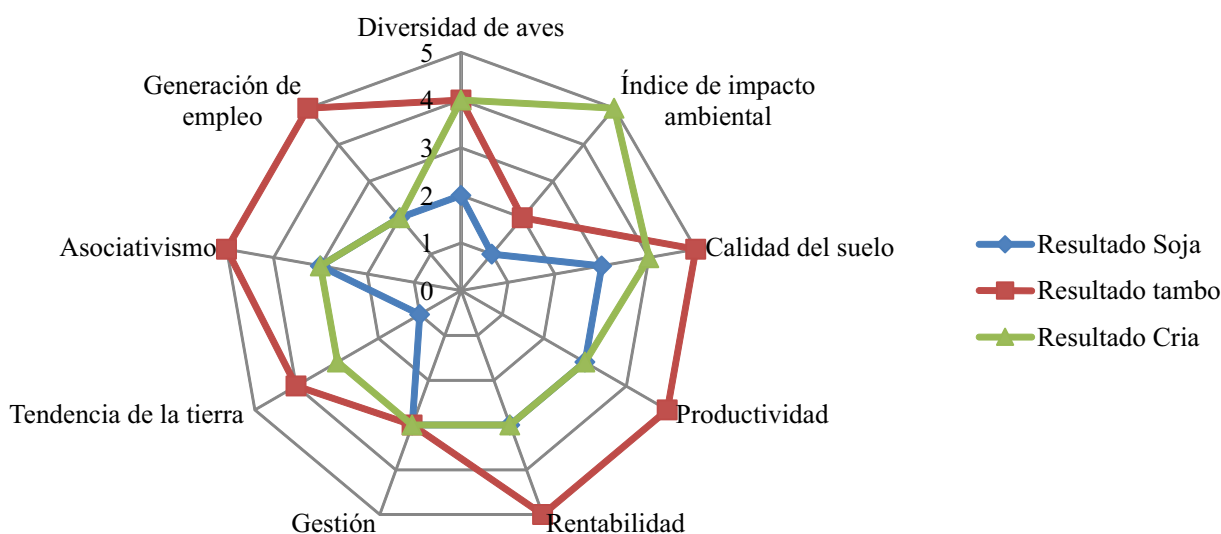 Diversidad de aves
5
4
3
2
1
0
Índice de impacto
ambiental
Calidad del suelo
Productividad
Rentabilidad
Gestión
Tendencia de la tierra
Asociativismo
Generación de
empleo
Resultado Soja
Resultado tambo
Resultado Cria